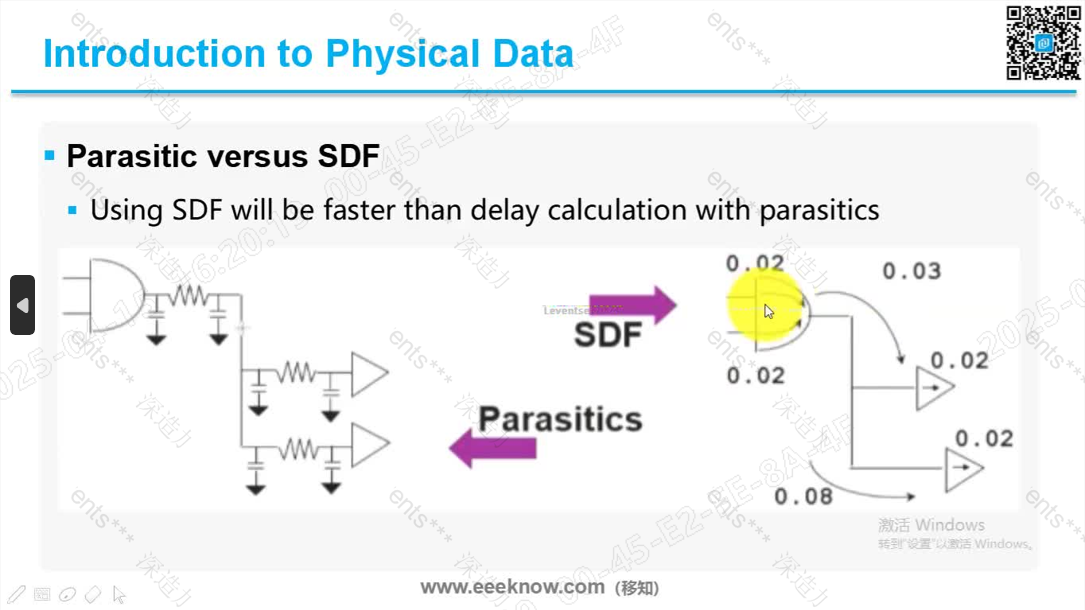 Introduction to Physical Data
Parasitic versus SDF
Using SDF will be faster than delay calculation with parasitics
0.02
0.03
SDF
0.02
0.02
Parasitics
0.02
0.08
激活 Windows
转到"设置"以激活 Windows。
www.eeeknow.com (移知)